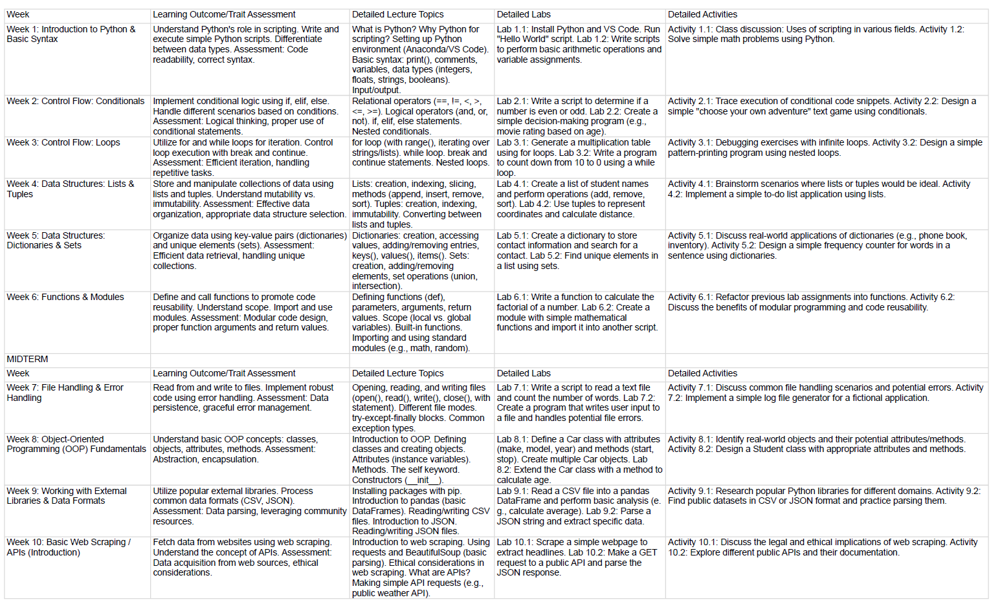 Week Learning Outcome/Trait Assessment Detailed Lecture Topics Detailed Labs Detailed Activities
Week 1: Introduction to Python &
Basic Syntax
Understand Python's role in scripting. Write and
execute simple Python scripts. Differentiate
between data types. Assessment: Code
readability, correct syntax.
What is Python? Why Python for
scripting? Setting up Python
environment (Anaconda/VS Code).
Basic syntax: print(), comments,
variables, data types (integers,
floats, strings, booleans).
Input/output.
Lab 1.1: Install Python and VS Code. Run
"Hello World" script. Lab 1.2: Write scripts
to perform basic arithmetic operations and
variable assignments.
Activity 1.1: Class discussion: Uses of scripting in various fields. Activity 1.2:
Solve simple math problems using Python.
Week 2: Control Flow: Conditionals
Implement conditional logic using if, elif, else.
Handle different scenarios based on conditions.
Assessment: Logical thinking, proper use of
conditional statements.
Relational operators (==, !=, <, >,
<=, >=). Logical operators (and, or,
not). if, elif, else statements.
Nested conditionals.
Lab 2.1: Write a script to determine if a
number is even or odd. Lab 2.2: Create a
simple decision-making program (e.g.,
movie rating based on age).
Activity 2.1: Trace execution of conditional code snippets. Activity 2.2: Design a
simple "choose your own adventure" text game using conditionals.
Week 3: Control Flow: Loops
Utilize for and while loops for iteration. Control
loop execution with break and continue.
Assessment: Efficient iteration, handling
repetitive tasks.
for loop (with range(), iterating over
strings/lists). while loop. break and
continue statements. Nested loops.
Lab 3.1: Generate a multiplication table
using for loops. Lab 3.2: Write a program
to count down from 10 to 0 using a while
loop.
Activity 3.1: Debugging exercises with infinite loops. Activity 3.2: Design a simple
pattern-printing program using nested loops.
Week 4: Data Structures: Lists &
Tuples
Store and manipulate collections of data using
lists and tuples. Understand mutability vs.
immutability. Assessment: Effective data
organization, appropriate data structure selection.
Lists: creation, indexing, slicing,
methods (append, insert, remove,
sort). Tuples: creation, indexing,
immutability. Converting between
lists and tuples.
Lab 4.1: Create a list of student names
and perform operations (add, remove,
sort). Lab 4.2: Use tuples to represent
coordinates and calculate distance.
Activity 4.1: Brainstorm scenarios where lists or tuples would be ideal. Activity
4.2: Implement a simple to-do list application using lists.
Week 5: Data Structures:
Dictionaries & Sets
Organize data using key-value pairs (dictionaries)
and unique elements (sets). Assessment:
Efficient data retrieval, handling unique
collections.
Dictionaries: creation, accessing
values, adding/removing entries,
keys(), values(), items(). Sets:
creation, adding/removing
elements, set operations (union,
intersection).
Lab 5.1: Create a dictionary to store
contact information and search for a
contact. Lab 5.2: Find unique elements in
a list using sets.
Activity 5.1: Discuss real-world applications of dictionaries (e.g., phone book,
inventory). Activity 5.2: Design a simple frequency counter for words in a
sentence using dictionaries.
Week 6: Functions & Modules
Define and call functions to promote code
reusability. Understand scope. Import and use
modules. Assessment: Modular code design,
proper function arguments and return values.
Defining functions (def),
parameters, arguments, return
values. Scope (local vs. global
variables). Built-in functions.
Importing and using standard
modules (e.g., math, random).
Lab 6.1: Write a function to calculate the
factorial of a number. Lab 6.2: Create a
module with simple mathematical
functions and import it into another script.
Activity 6.1: Refactor previous lab assignments into functions. Activity 6.2:
Discuss the benefits of modular programming and code reusability.
MIDTERM
Week Learning Outcome/Trait Assessment Detailed Lecture Topics Detailed Labs Detailed Activities
Week 7: File Handling & Error
Handling
Read from and write to files. Implement robust
code using error handling. Assessment: Data
persistence, graceful error management.
Opening, reading, and writing files
(open(), read(), write(), close(), with
statement). Different file modes.
try-except-finally blocks. Common
exception types.
Lab 7.1: Write a script to read a text file
and count the number of words. Lab 7.2:
Create a program that writes user input to
a file and handles potential file errors.
Activity 7.1: Discuss common file handling scenarios and potential errors. Activity
7.2: Implement a simple log file generator for a fictional application.
Week 8: Object-Oriented
Programming (OOP) Fundamentals
Understand basic OOP concepts: classes,
objects, attributes, methods. Assessment:
Abstraction, encapsulation.
Introduction to OOP. Defining
classes and creating objects.
Attributes (instance variables).
Methods. The self keyword.
Constructors (__init__).
Lab 8.1: Define a Car class with attributes
(make, model, year) and methods (start,
stop). Create multiple Car objects. Lab
8.2: Extend the Car class with a method to
calculate age.
Activity 8.1: Identify real-world objects and their potential attributes/methods.
Activity 8.2: Design a Student class with appropriate attributes and methods.
Week 9: Working with External
Libraries & Data Formats
Utilize popular external libraries. Process
common data formats (CSV, JSON).
Assessment: Data parsing, leveraging community
resources.
Installing packages with pip.
Introduction to pandas (basic
DataFrames). Reading/writing CSV
files. Introduction to JSON.
Reading/writing JSON files.
Lab 9.1: Read a CSV file into a pandas
DataFrame and perform basic analysis (e.
g., calculate average). Lab 9.2: Parse a
JSON string and extract specific data.
Activity 9.1: Research popular Python libraries for different domains. Activity 9.2:
Find public datasets in CSV or JSON format and practice parsing them.
Week 10: Basic Web Scraping /
APIs (Introduction)
Fetch data from websites using web scraping.
Understand the concept of APIs. Assessment:
Data acquisition from web sources, ethical
considerations.
Introduction to web scraping. Using
requests and BeautifulSoup (basic
parsing). Ethical considerations in
web scraping. What are APIs?
Making simple API requests (e.g.,
public weather API).
Lab 10.1: Scrape a simple webpage to
extract headlines. Lab 10.2: Make a GET
request to a public API and parse the
JSON response.
Activity 10.1: Discuss the legal and ethical implications of web scraping. Activity
10.2: Explore different public APIs and their documentation.